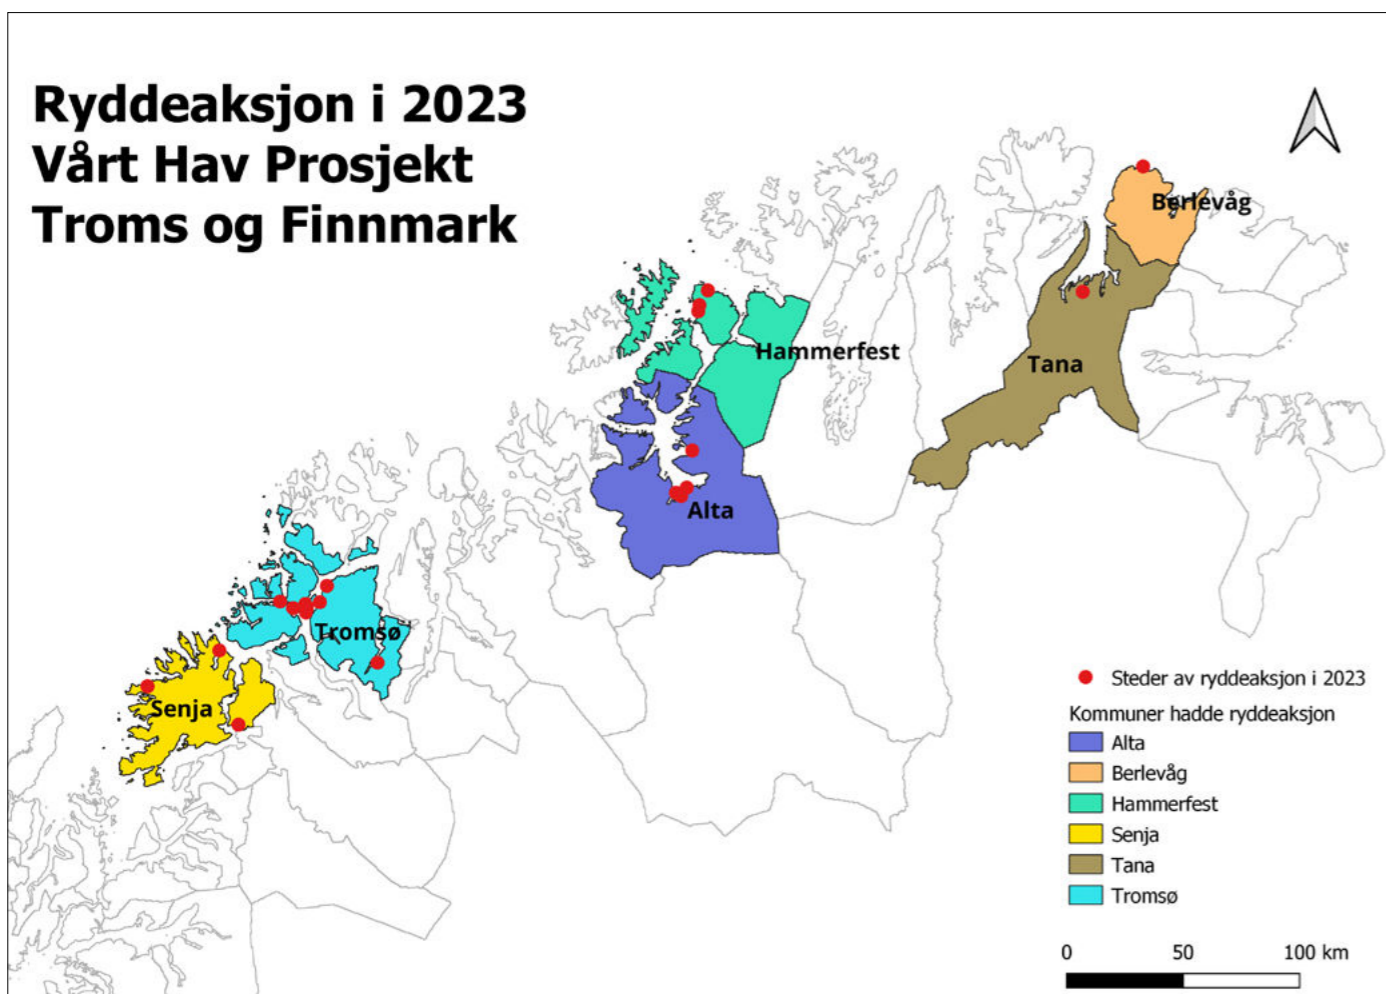 Ryddeaksjon i 2023
Vårt Hav Prosjekt
Troms og Finnmark
Berlevåg
Hammerfest
Tana
Alta
Tromsø
Senja
Steder av ryddeaksjon i 2023
Kommuner hadde ryddeaksjon
Alta
Berlevåg
Hammerfest
Senja
Tana
Tromsø
0 50 100 km